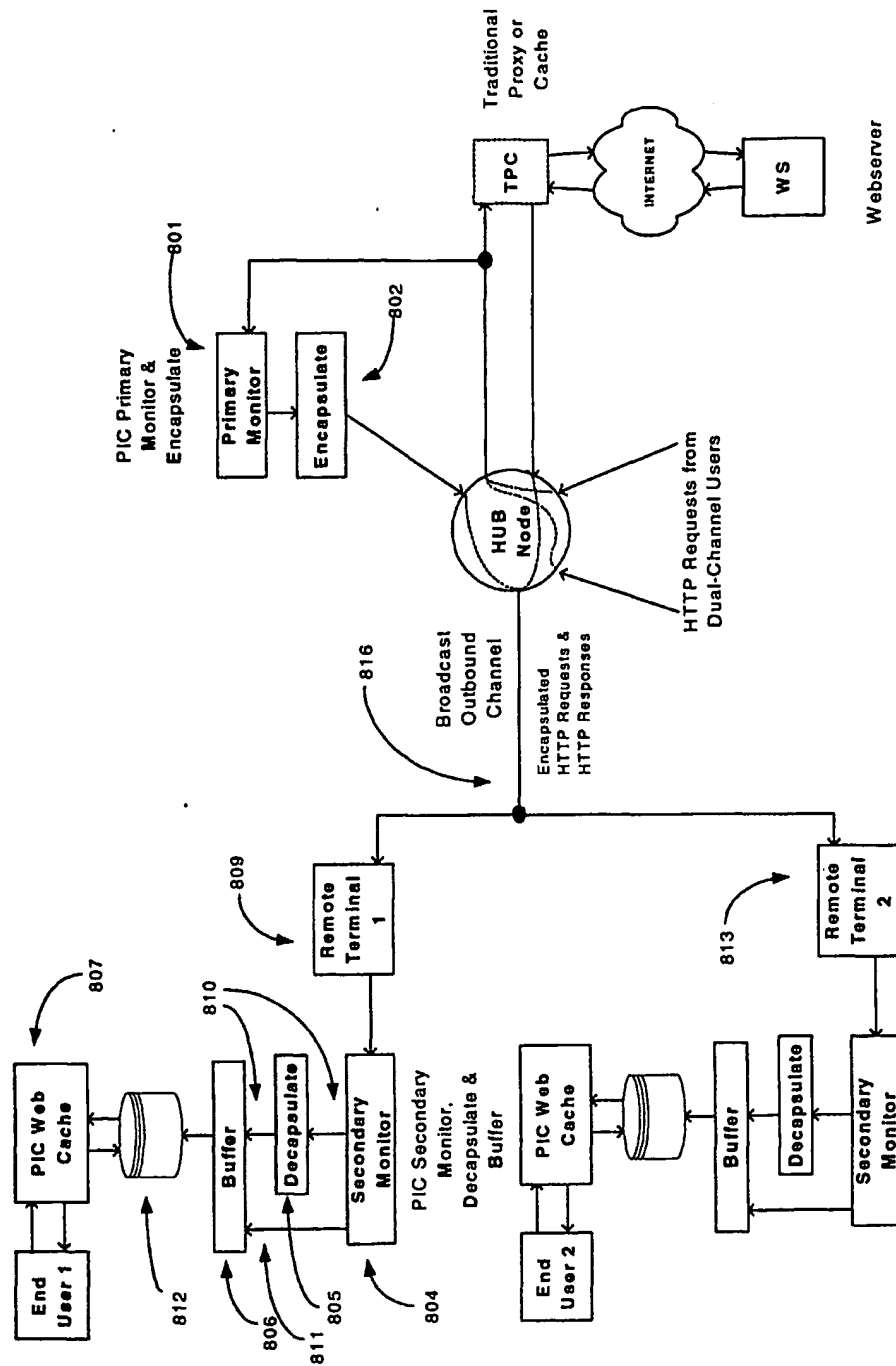 807
PIC Web
Cache
End
User 1
812
Buffer
806
810
811
Decapsulate
805
Secondary
Monitor
804
PIC Secondary
Monitor,
Decapsulate &
Buffer
809
Remote
Terminal
1
PIC Web
Cache
End
User 2
Buffer
Decapsulate
Secondary
Monitor
813
Remote
Terminal
2
816
Broadcast
Outbound
Channel
Encapsulated
HTTP Requests &
HTTP Responses
PIC Primary
Monitor &
Encapsulate
801
Primary
Monitor
Encapsulate
802
HUB
Node
HTTP Requests from
Dual-Channel Users
Traditional
Proxy or
Cache
TPC
INTERNET
WS
Webserver